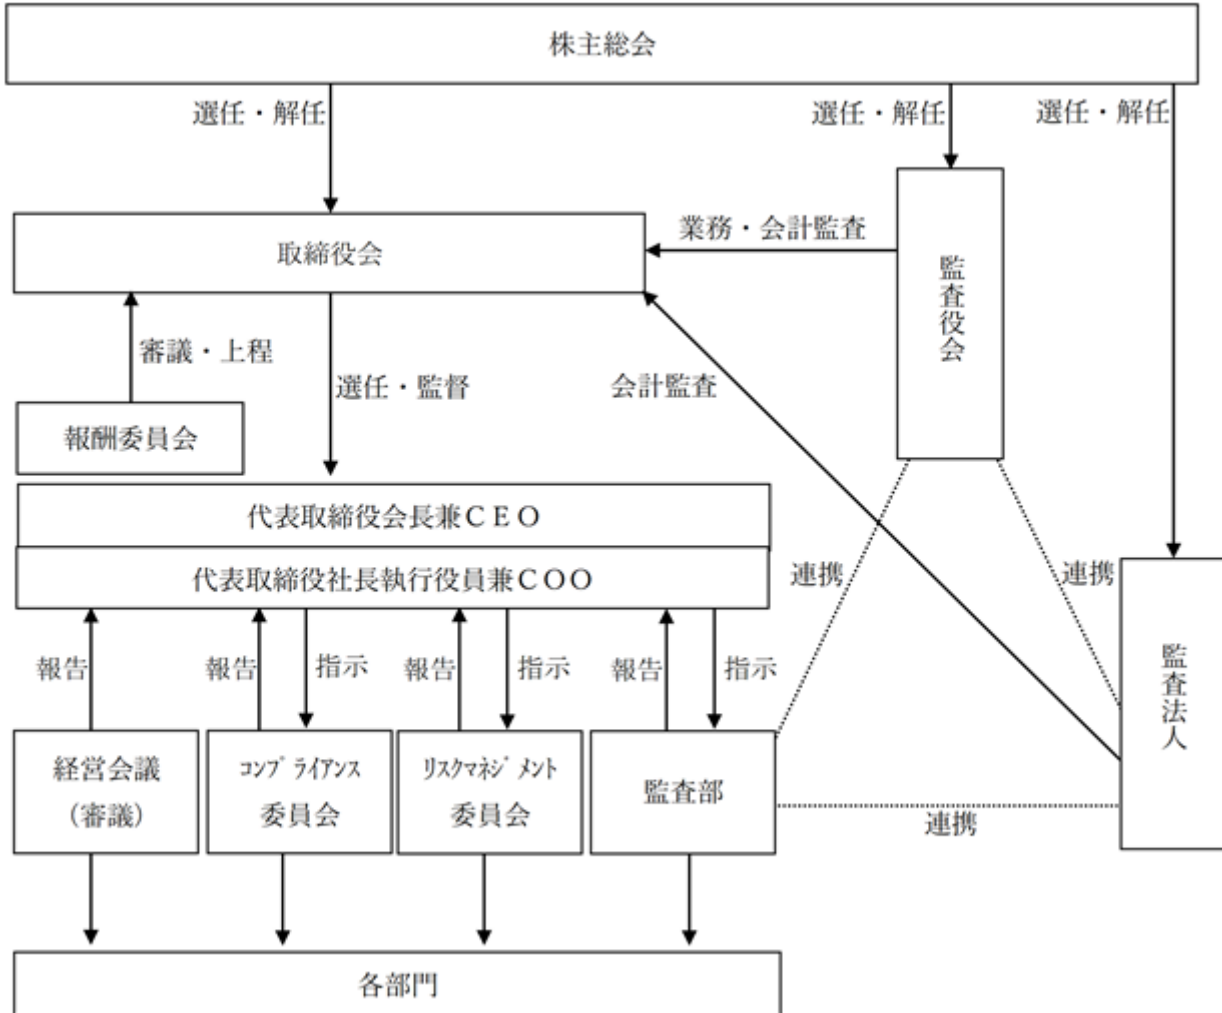 株主総会
選任・解任
選任・解任
選任・解任
取締役会
業務・会計監査
監査役会
審議・上程
選任・監督
会計監査
報酬委員会
代表取締役会長兼ＣＥＯ
代表取締役社長執行役員兼ＣＯＯ
連携
連携
報告
報告
指示
報告
指示
報告
指示
監査法人
経営会議
（審議）
ｺﾝﾌﾟﾗｲｱﾝｽ
委員会
ﾘｽｸﾏﾈｼﾞﾒﾝﾄ
委員会
監査部
連携
各部門